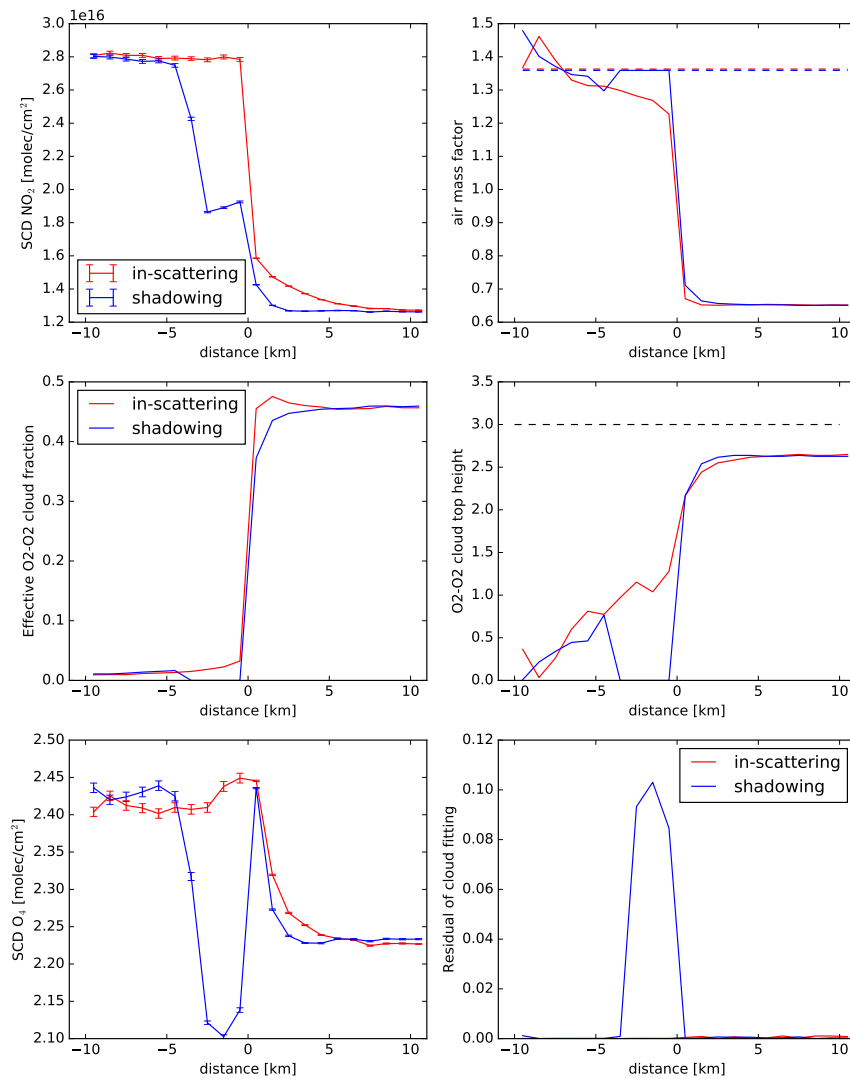 1e16
SCD NO₂ [molec/cm²]
3.0
2.8
2.6
2.4
2.2
2.0
1.8
1.6
1.4
1.2
in-scattering
shadowing
−10 −5 0 5 10
distance [km]
air mass factor
1.5
1.4
1.3
1.2
1.1
1.0
0.9
0.8
0.7
0.6
−10 −5 0 5 10
distance [km]
Effective O2-O2 cloud fraction
0.5
0.4
0.3
0.2
0.1
0.0
in-scattering
shadowing
−10 −5 0 5 10
distance [km]
O2-O2 cloud top height
3.5
3.0
2.5
2.0
1.5
1.0
0.5
0.0
−10 −5 0 5 10
distance [km]
SCD O₄ [molec/cm²]
2.50
2.45
2.40
2.35
2.30
2.25
2.20
2.15
2.10
−10 −5 0 5 10
distance [km]
Residual of cloud fitting
0.12
0.10
0.08
0.06
0.04
0.02
0.00
in-scattering
shadowing
−10 −5 0 5 10
distance [km]